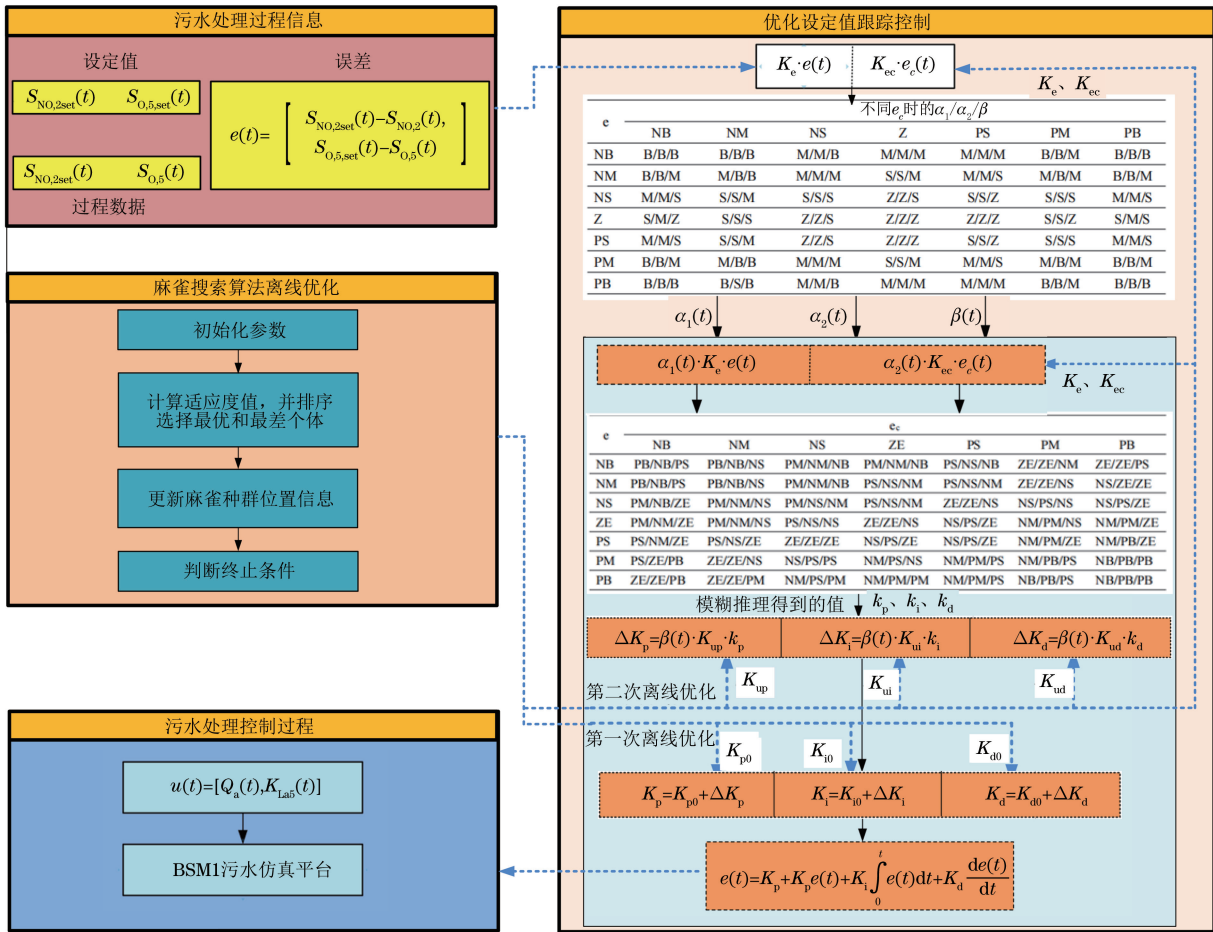 污水处理过程信息
设定值
误差
S_NO,2set(t) S_O,5,set(t)
e(t)= [ S_NO,2set(t)−S_NO,2(t),
S_O,5,set(t)−S_O,5(t) ]
S_NO,2set(t) S_O,5(t)
过程数据
麻雀搜索算法离线优化
初始化参数
计算适应度值，并排序
选择最优和最差个体
更新麻雀种群位置信息
判断终止条件
污水处理控制过程
u(t)=[Q_a(t),K_La5(t)]
BSM1污水仿真平台
优化设定值跟踪控制
K_e·e(t) K_ec·e_c(t)
K_e、K_ec
不同e_c时的α_1/α_2/β
e
NB NM NS Z PS PM PB
NB B/B/B B/B/B M/M/B M/M/M M/M/M B/B/M B/B/B
NM B/B/M M/B/B M/M/M S/S/M M/M/S M/B/M B/B/M
NS M/M/S S/S/M S/S/S Z/Z/S S/S/Z S/S/S M/M/S
Z S/M/Z S/S/S Z/Z/S Z/Z/Z Z/Z/Z S/S/Z S/M/S
PS M/M/S S/S/M Z/Z/S Z/Z/Z S/S/Z S/S/S M/M/S
PM B/B/M M/B/B M/M/M S/S/M M/M/S M/B/M B/B/M
PB B/B/B B/S/B M/M/B M/M/M M/M/M B/B/M B/B/B
α_1(t) α_2(t) β(t)
α_1(t)·K_e·e(t) α_2(t)·K_ec·e_c(t)
K_e、K_ec
e e_c
NB NM NS ZE PS PM PB
NB PB/NB/PS PB/NB/NS PM/NM/NB PM/NM/NB PS/NS/NB ZE/ZE/NM ZE/ZE/PS
NM PB/NB/PS PB/NB/NS PM/NM/NB PS/NS/NM PS/NS/NM ZE/ZE/NS NS/ZE/ZE
NS PM/NB/ZE PM/NM/NS PM/NS/NM PS/NS/NM ZE/ZE/NS NS/PS/NS NS/PS/ZE
ZE PM/NM/ZE PM/NM/NS PS/NS/NS ZE/ZE/NS NS/PS/ZE NM/PM/NS NM/PM/ZE
PS PS/NM/ZE PS/NS/ZE ZE/ZE/ZE NS/PS/ZE NS/PS/ZE NM/PM/ZE NM/PB/ZE
PM PS/ZE/PB ZE/ZE/NS NS/PS/PS NM/PS/NS NM/PM/PS NM/PB/PS NB/PB/PB
PB ZE/ZE/PB ZE/ZE/PM NM/PS/PM NM/PM/PM NM/PM/PS NB/PB/PS NB/PB/PB
模糊推理得到的值 k_p、k_i、k_d
ΔK_p=β(t)·K_up·k_p ΔK_i=β(t)·K_ui·k_i ΔK_d=β(t)·K_ud·k_d
K_up K_ui K_ud
第二次离线优化
第一次离线优化
K_p0 K_i0 K_d0
K_p=K_p0+ΔK_p K_i=K_i0+ΔK_i K_d=K_d0+ΔK_d
e(t)=K_p+K_p e(t)+K_i∫_0^t e(t)dt+K_d de(t)/dt